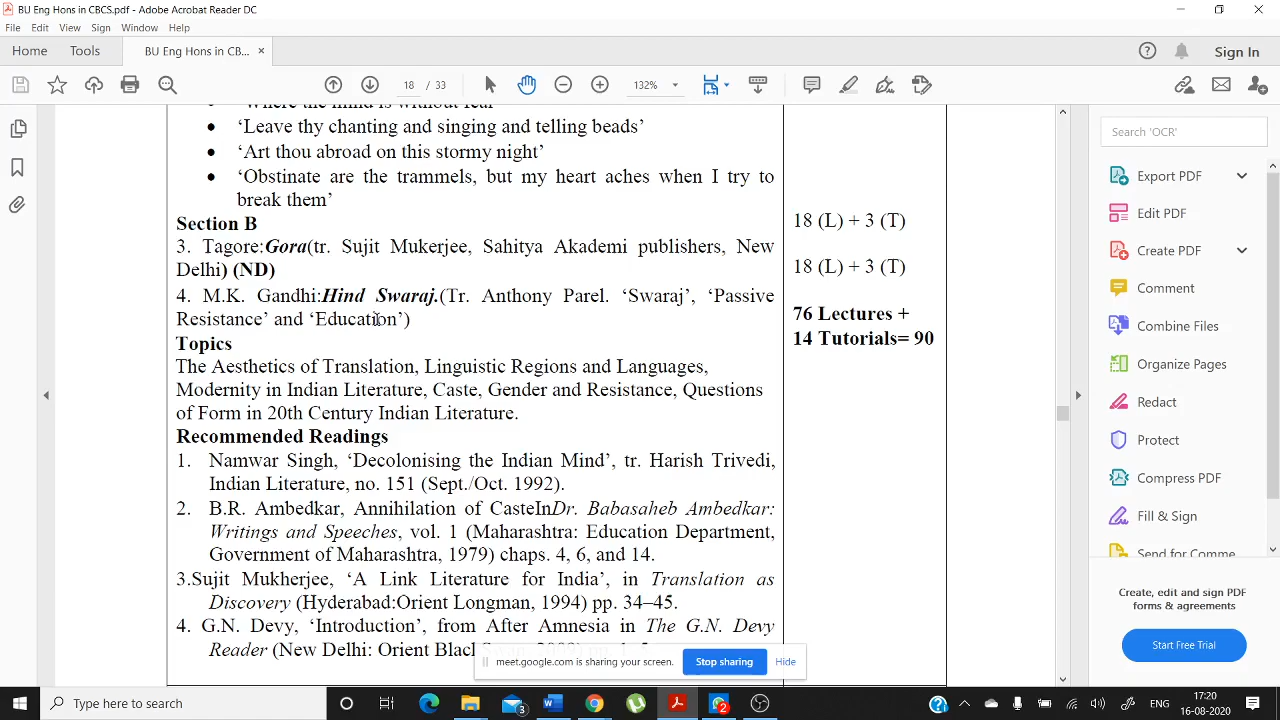 BU Eng Hons in CBCS.pdf - Adobe Acrobat Reader DC
File Edit View Sign Window Help
Home Tools BU Eng Hons in CB... × Sign In
18 / 33 132%
'Where the mind is without fear'
• 'Leave thy chanting and singing and telling beads'
• 'Art thou abroad on this stormy night'
• 'Obstinate are the trammels, but my heart aches when I try to
break them'
Section B
18 (L) + 3 (T)
3. Tagore:Gora(tr. Sujit Mukerjee, Sahitya Akademi publishers, New
Delhi) (ND)
18 (L) + 3 (T)
4. M.K. Gandhi:Hind Swaraj.(Tr. Anthony Parel. 'Swaraj', 'Passive
Resistance' and 'Education')
76 Lectures +
14 Tutorials= 90
Topics
The Aesthetics of Translation, Linguistic Regions and Languages,
Modernity in Indian Literature, Caste, Gender and Resistance, Questions
of Form in 20th Century Indian Literature.
Recommended Readings
1. Namwar Singh, 'Decolonising the Indian Mind', tr. Harish Trivedi,
Indian Literature, no. 151 (Sept./Oct. 1992).
2. B.R. Ambedkar, Annihilation of CasteInDr. Babasaheb Ambedkar:
Writings and Speeches, vol. 1 (Maharashtra: Education Department,
Government of Maharashtra, 1979) chaps. 4, 6, and 14.
3.Sujit Mukherjee, 'A Link Literature for India', in Translation as
Discovery (Hyderabad:Orient Longman, 1994) pp. 34–45.
4. G.N. Devy, 'Introduction', from After Amnesia in The G.N. Devy
Reader (New Delhi: Orient
Search 'OCR'
Export PDF
Edit PDF
Create PDF
Comment
Combine Files
Organize Pages
Redact
Protect
Compress PDF
Fill & Sign
Send for Comme
Create, edit and sign PDF
forms & agreements
Start Free Trial
meet.google.com is sharing your screen. Stop sharing Hide
Type here to search
3
2
17:20
16-08-2020